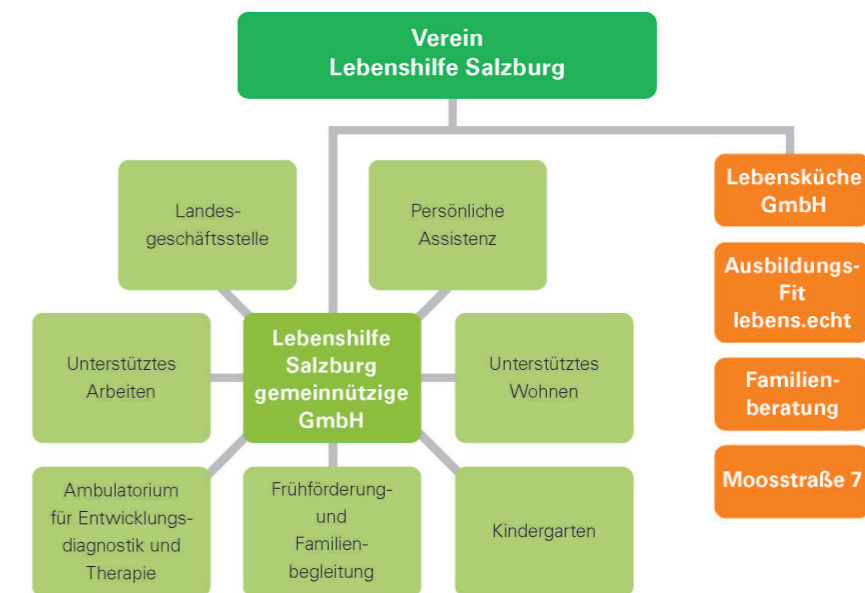 Verein
Lebenshilfe Salzburg
Landes-
geschäftsstelle
Persönliche
Assistenz
Unterstütztes
Arbeiten
Lebenshilfe
Salzburg
gemeinnützige
GmbH
Unterstütztes
Wohnen
Ambulatorium
für Entwicklungs-
diagnostik und
Therapie
Frühförderung-
und
Familien-
begleitung
Kindergarten
Lebensküche
GmbH
Ausbildungs-
Fit
lebens.echt
Familien-
beratung
Moosstraße 7